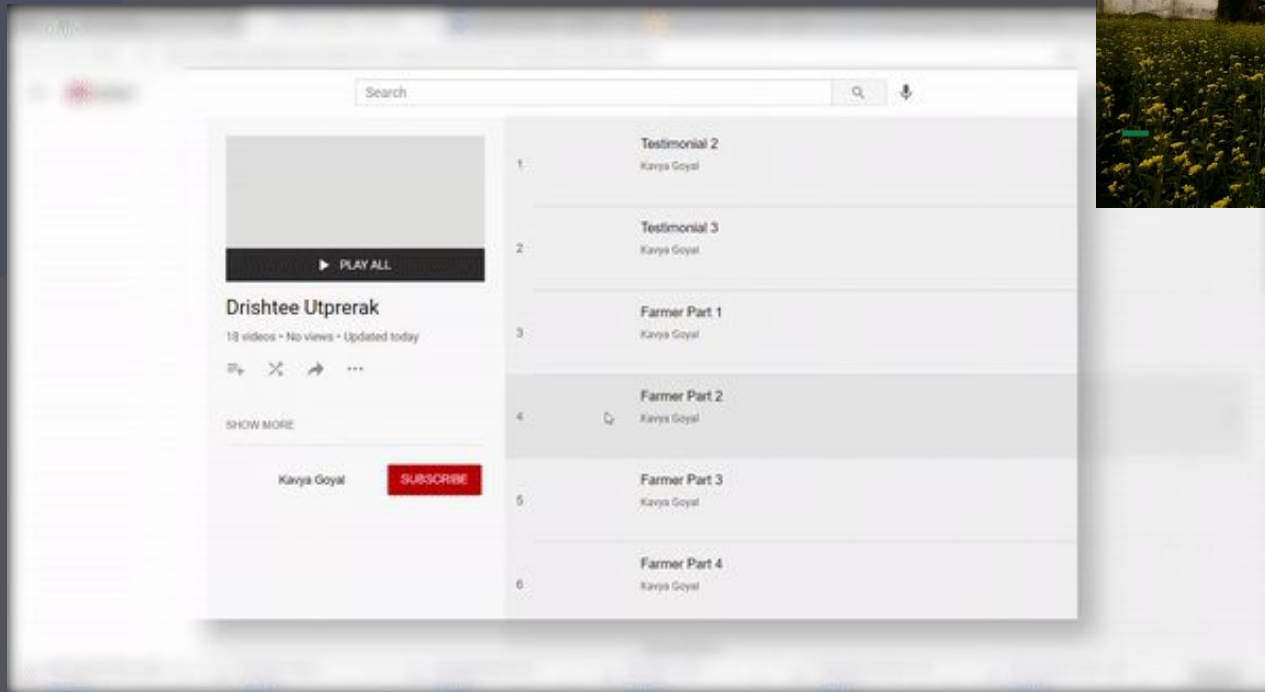 Search
PLAY ALL
Drishtee Utprerak
18 videos • No views • Updated today
SHOW MORE
Kavya Goyal
SUBSCRIBE
1
Testimonial 2
Kavya Goyal
2
Testimonial 3
Kavya Goyal
3
Farmer Part 1
Kavya Goyal
4
Farmer Part 2
Kavya Goyal
5
Farmer Part 3
Kavya Goyal
6
Farmer Part 4
Kavya Goyal